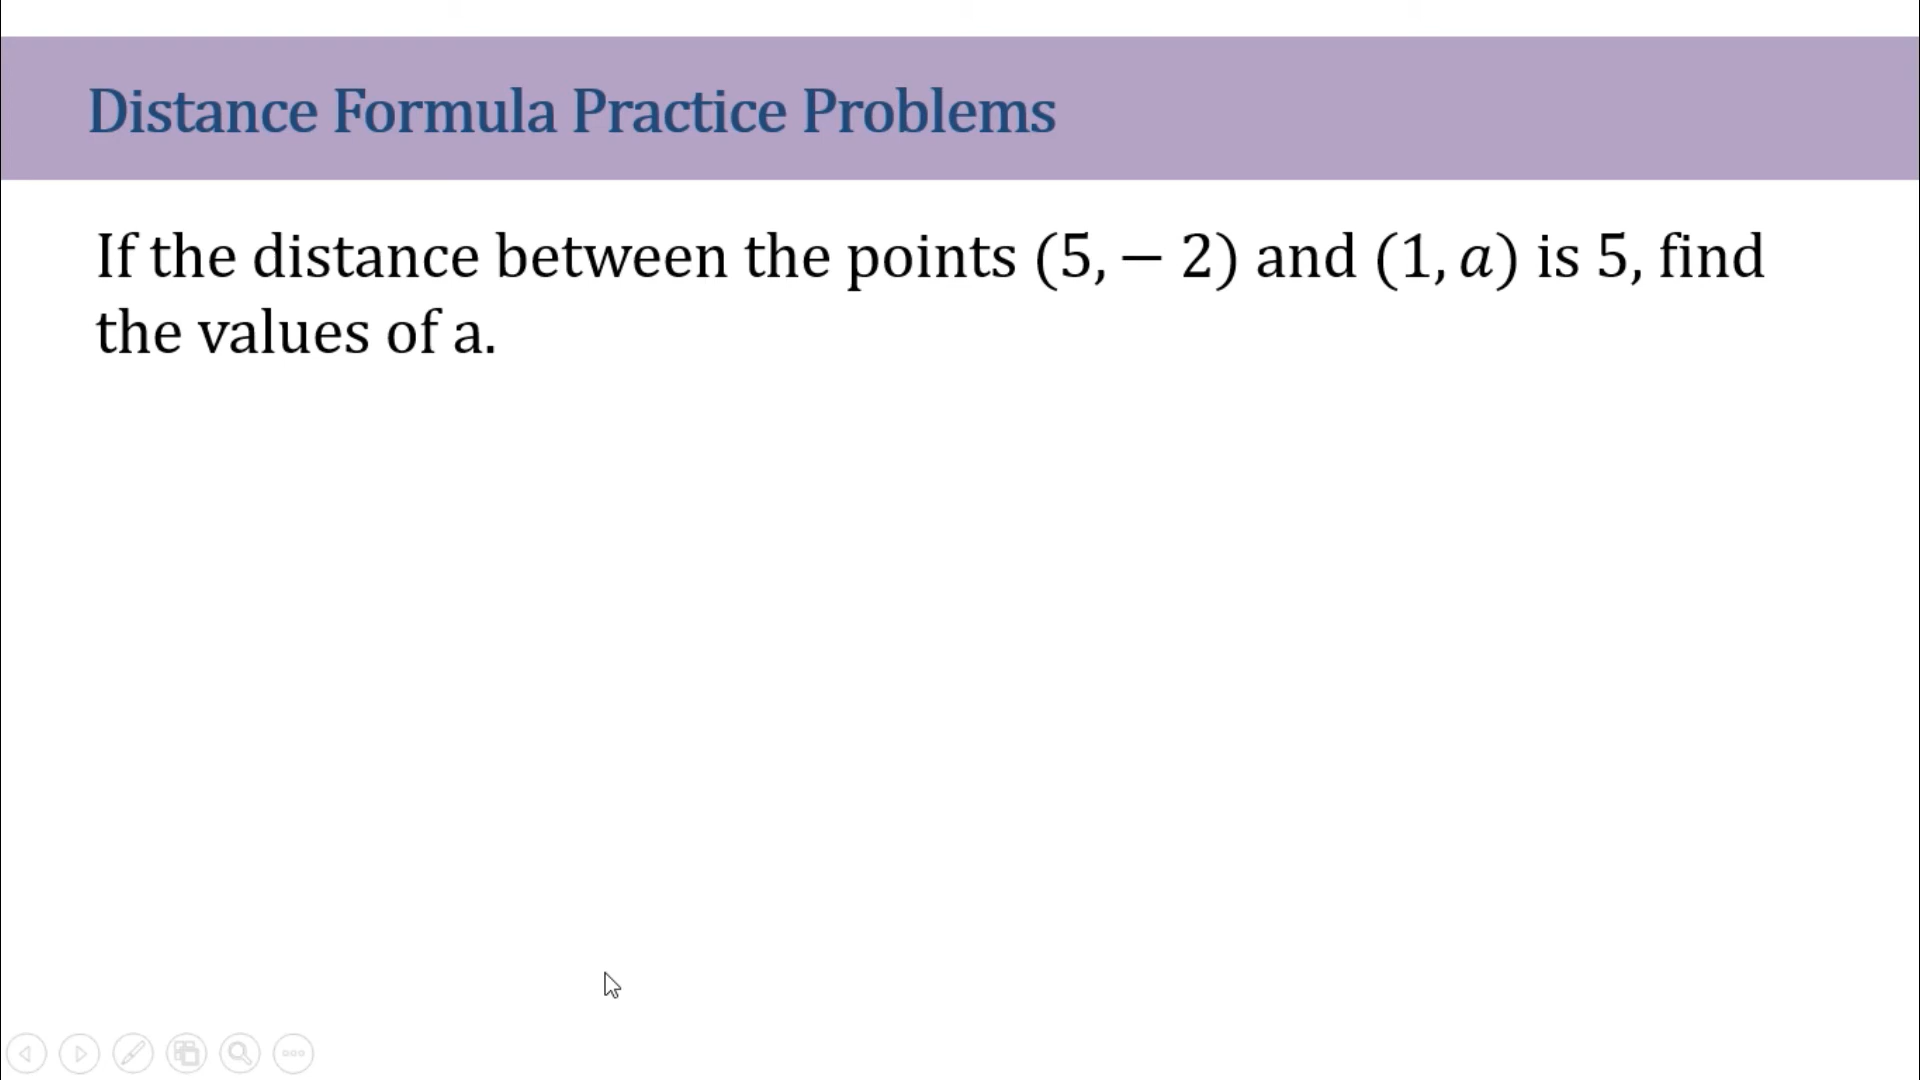 Distance Formula Practice Problems
If the distance between the points (5, − 2) and (1, a) is 5, find
the values of a.